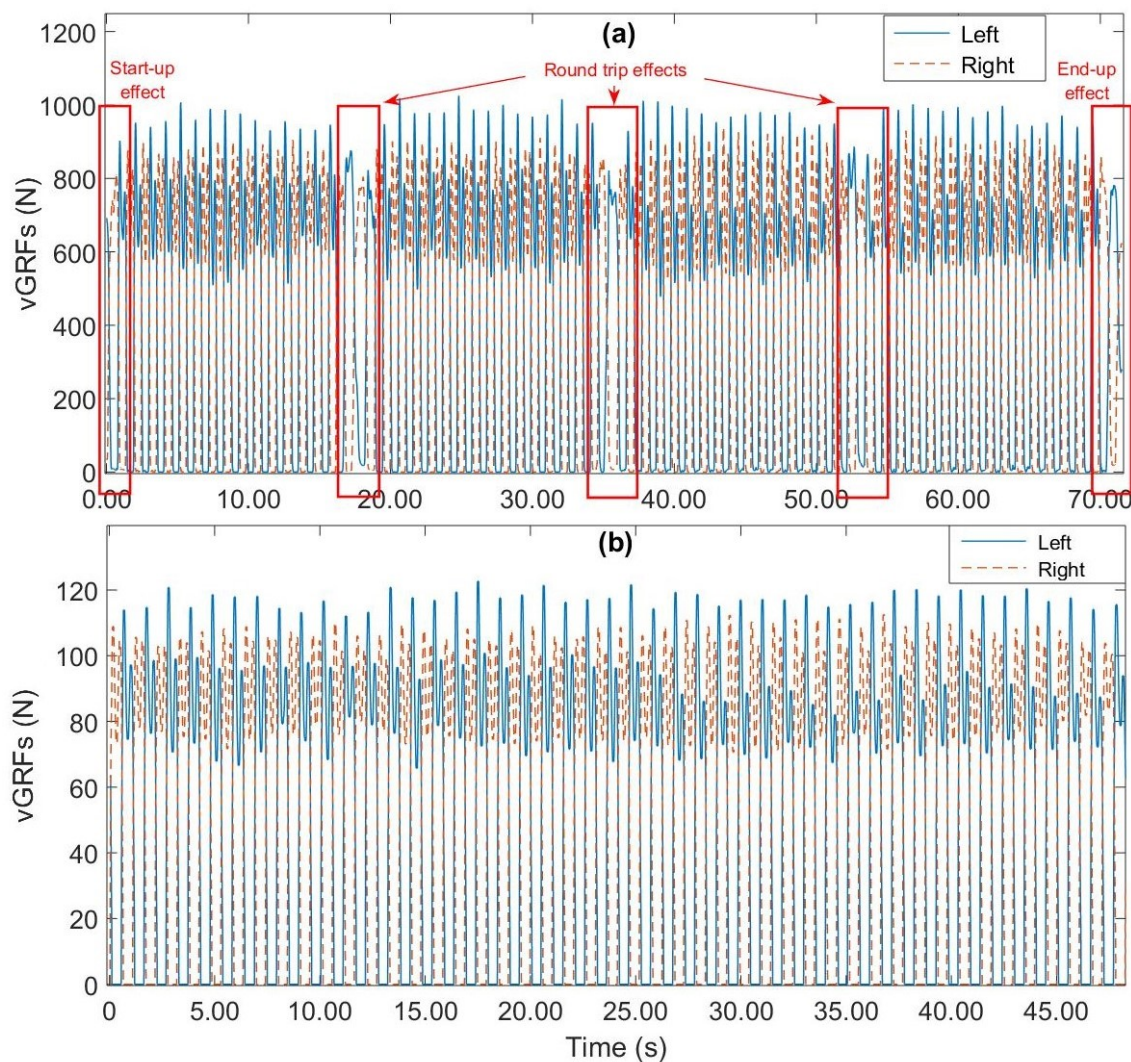 (a)
Left
Right
Start-up
effect
Round trip effects
End-up
effect
1200
1000
800
600
400
200
0
vGRFs (N)
0.00 10.00 20.00 30.00 40.00 50.00 60.00 70.00
(b)
Left
Right
120
100
80
60
40
20
0
vGRFs (N)
0 5.00 10.00 15.00 20.00 25.00 30.00 35.00 40.00 45.00
Time (s)